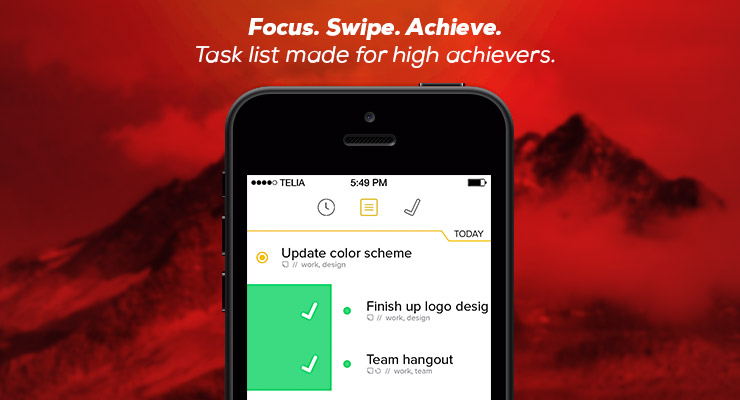 Focus. Swipe. Achieve.
Task list made for high achievers.
TELIA 5:49 PM
TODAY
Update color scheme
// work, design
Finish up logo desig
// work, design
Team hangout
// work, team